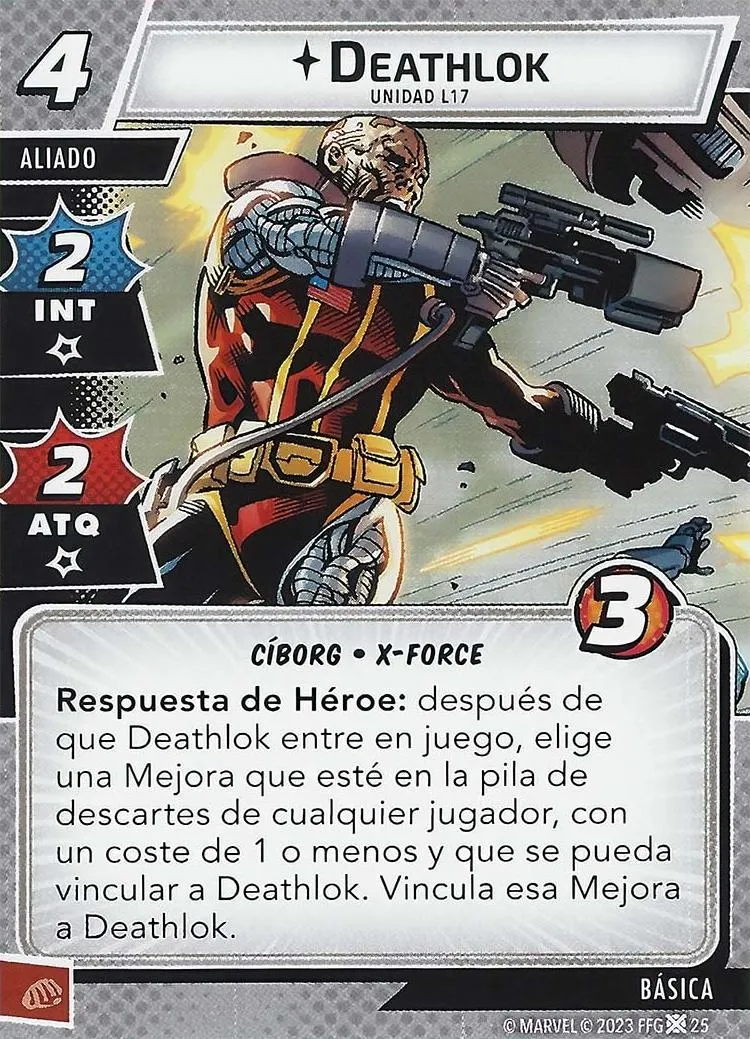 4
DEATHLOK
UNIDAD L17
ALIADO
2
INT
2
ATQ
3
CÍBORG • X-FORCE
Respuesta de Héroe: después de
que Deathlok entre en juego, elige
una Mejora que esté en la pila de
descartes de cualquier jugador, con
un coste de 1 o menos y que se pueda
vincular a Deathlok. Vincula esa Mejora
a Deathlok.
BÁSICA
© MARVEL © 2023 FFG 25